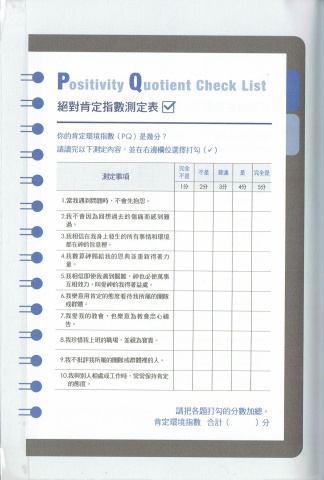 Positivity Quotient Check List
絕對肯定指數測定表
你的肯定環境指數（PQ）是幾分？
請讀完以下測定內容，並在右邊欄位選擇打勾（✓）
測定事項 完全不是 不是 普通 是 完全是
1分 2分 3分 4分 5分
1.當我遇到問題時，不會先抱怨。
2.我不會因為回想過去的傷痛而感到難
過。
3.我相信在我身上發生的所有事情和環境
都在神的旨意裡。
4.我數算神賜給我的恩典並重新得著力
量。
5.我相信即使我遇到艱難，神也必使萬事
互相效力，叫愛神的我得著益處。
6.我樂意用肯定的態度看待我所屬的團隊
或群體。
7.我愛我的教會，也樂意為教會忠心禱
告。
8.我珍惜我上班的職場，並視為寶貴。
9.我不批評我所屬的團隊或群體裡的人。
10.我與別人相處或工作時，常常保持肯定
的態度。
請把各題打勾的分數加總。
肯定環境指數 合計（ ）分